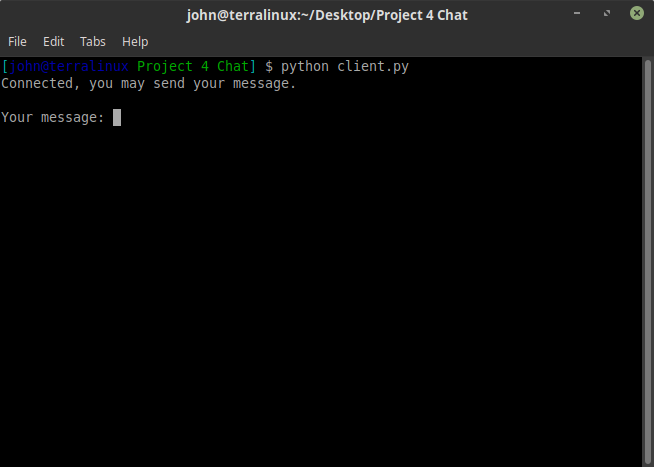 john@terralinux:~/Desktop/Project 4 Chat
File Edit Tabs Help
[john@terralinux Project 4 Chat] $ python client.py
Connected, you may send your message.
Your message: